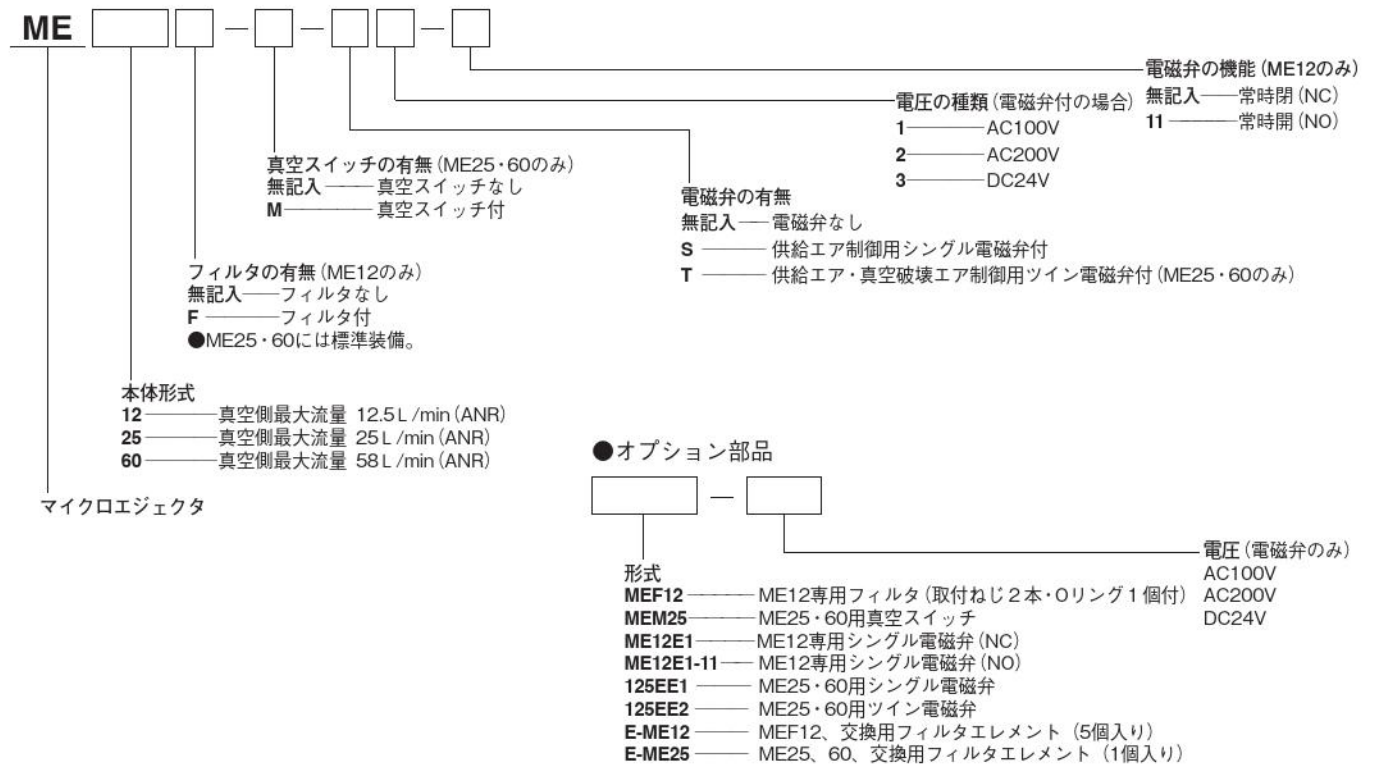 ME － － －
電磁弁の機能(ME12のみ)
無記入──常時閉(NC)
11──常時開(NO)
電圧の種類(電磁弁付の場合)
1──AC100V
2──AC200V
3──DC24V
真空スイッチの有無(ME25・60のみ)
無記入──真空スイッチなし
M──真空スイッチ付
電磁弁の有無
無記入──電磁弁なし
S──供給エア制御用シングル電磁弁付
T──供給エア・真空破壊エア制御用ツイン電磁弁付(ME25・60のみ)
フィルタの有無(ME12のみ)
無記入──フィルタなし
F──フィルタ付
●ME25・60には標準装備。
本体形式
12──真空側最大流量 12.5L/min(ANR)
25──真空側最大流量 25L/min(ANR)
60──真空側最大流量 58L/min(ANR)
マイクロエジェクタ
●オプション部品
－
電圧(電磁弁のみ)
AC100V
AC200V
DC24V
形式
MEF12──ME12専用フィルタ(取付ねじ2本・Oリング1個付)
MEM25──ME25・60用真空スイッチ
ME12E1──ME12専用シングル電磁弁(NC)
ME12E1-11──ME12専用シングル電磁弁(NO)
125EE1──ME25・60用シングル電磁弁
125EE2──ME25・60用ツイン電磁弁
E-ME12──MEF12、交換用フィルタエレメント（5個入り）
E-ME25──ME25、60、交換用フィルタエレメント（1個入り）